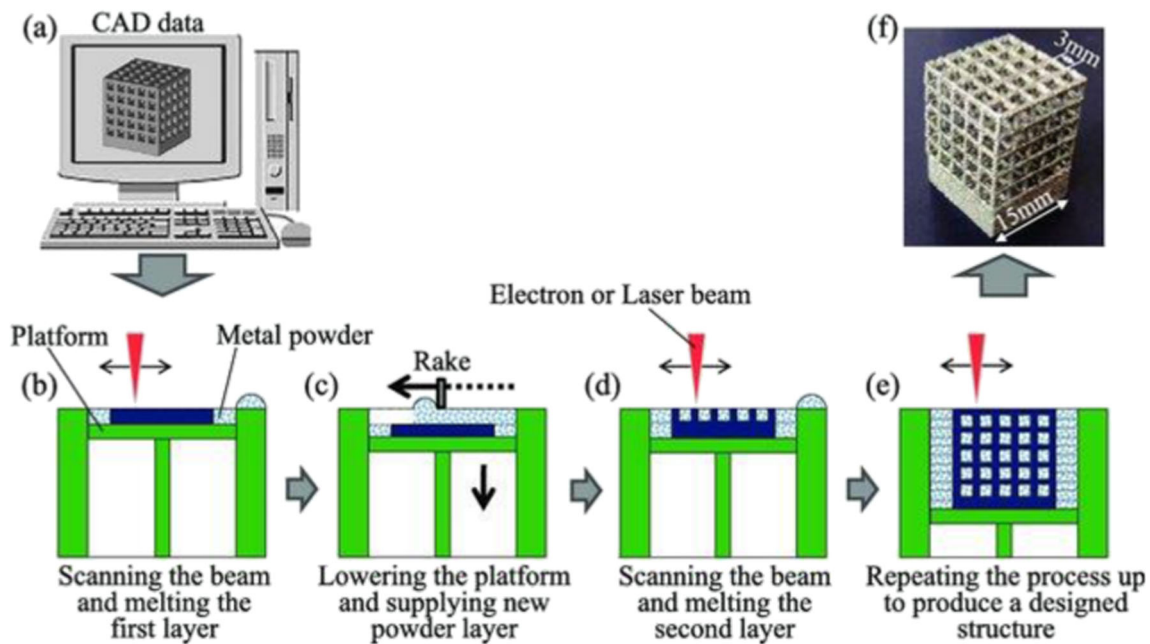 (a)
CAD data
(f)
3mm
15mm
Electron or Laser beam
Platform
Metal powder
Rake
(b)
(c)
(d)
(e)
Scanning the beam
and melting the
first layer
Lowering the platform
and supplying new
powder layer
Scanning the beam
and melting the
second layer
Repeating the process up
to produce a designed
structure